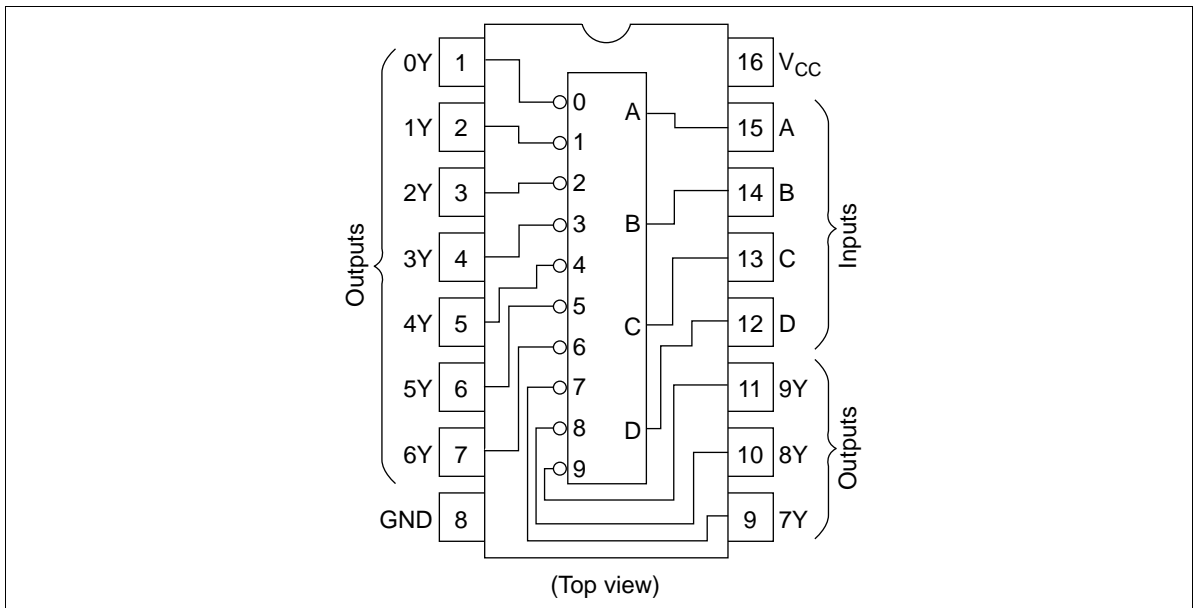 0Y 1
1Y 2
2Y 3
3Y 4
4Y 5
5Y 6
6Y 7
GND 8
Outputs
0
1
2
3
4
5
6
7
8
9
A
B
C
D
16 VCC
15 A
14 B
13 C
12 D
11 9Y
10 8Y
9 7Y
Inputs
Outputs
(Top view)